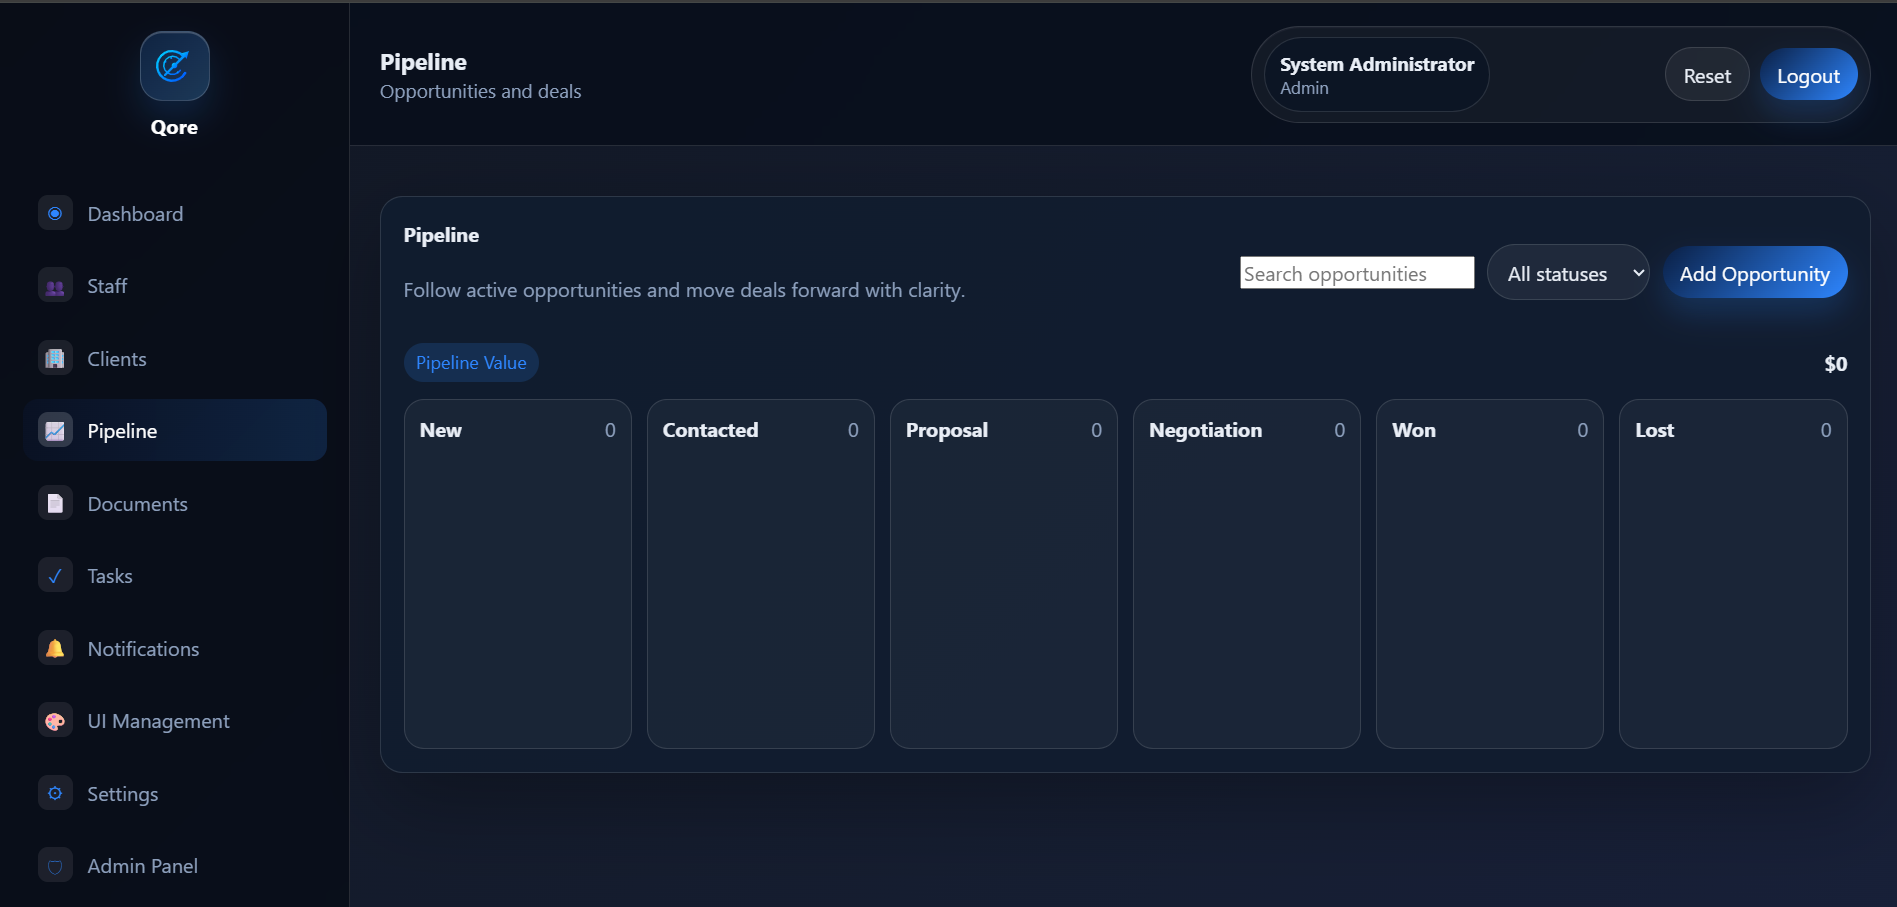 Qore
Dashboard
Staff
Clients
Pipeline
Documents
Tasks
Notifications
UI Management
Settings
Admin Panel
Pipeline
Opportunities and deals
System Administrator
Admin
Reset
Logout
Pipeline
Follow active opportunities and move deals forward with clarity.
Search opportunities
All statuses
Add Opportunity
Pipeline Value
$0
New 0
Contacted 0
Proposal 0
Negotiation 0
Won 0
Lost 0